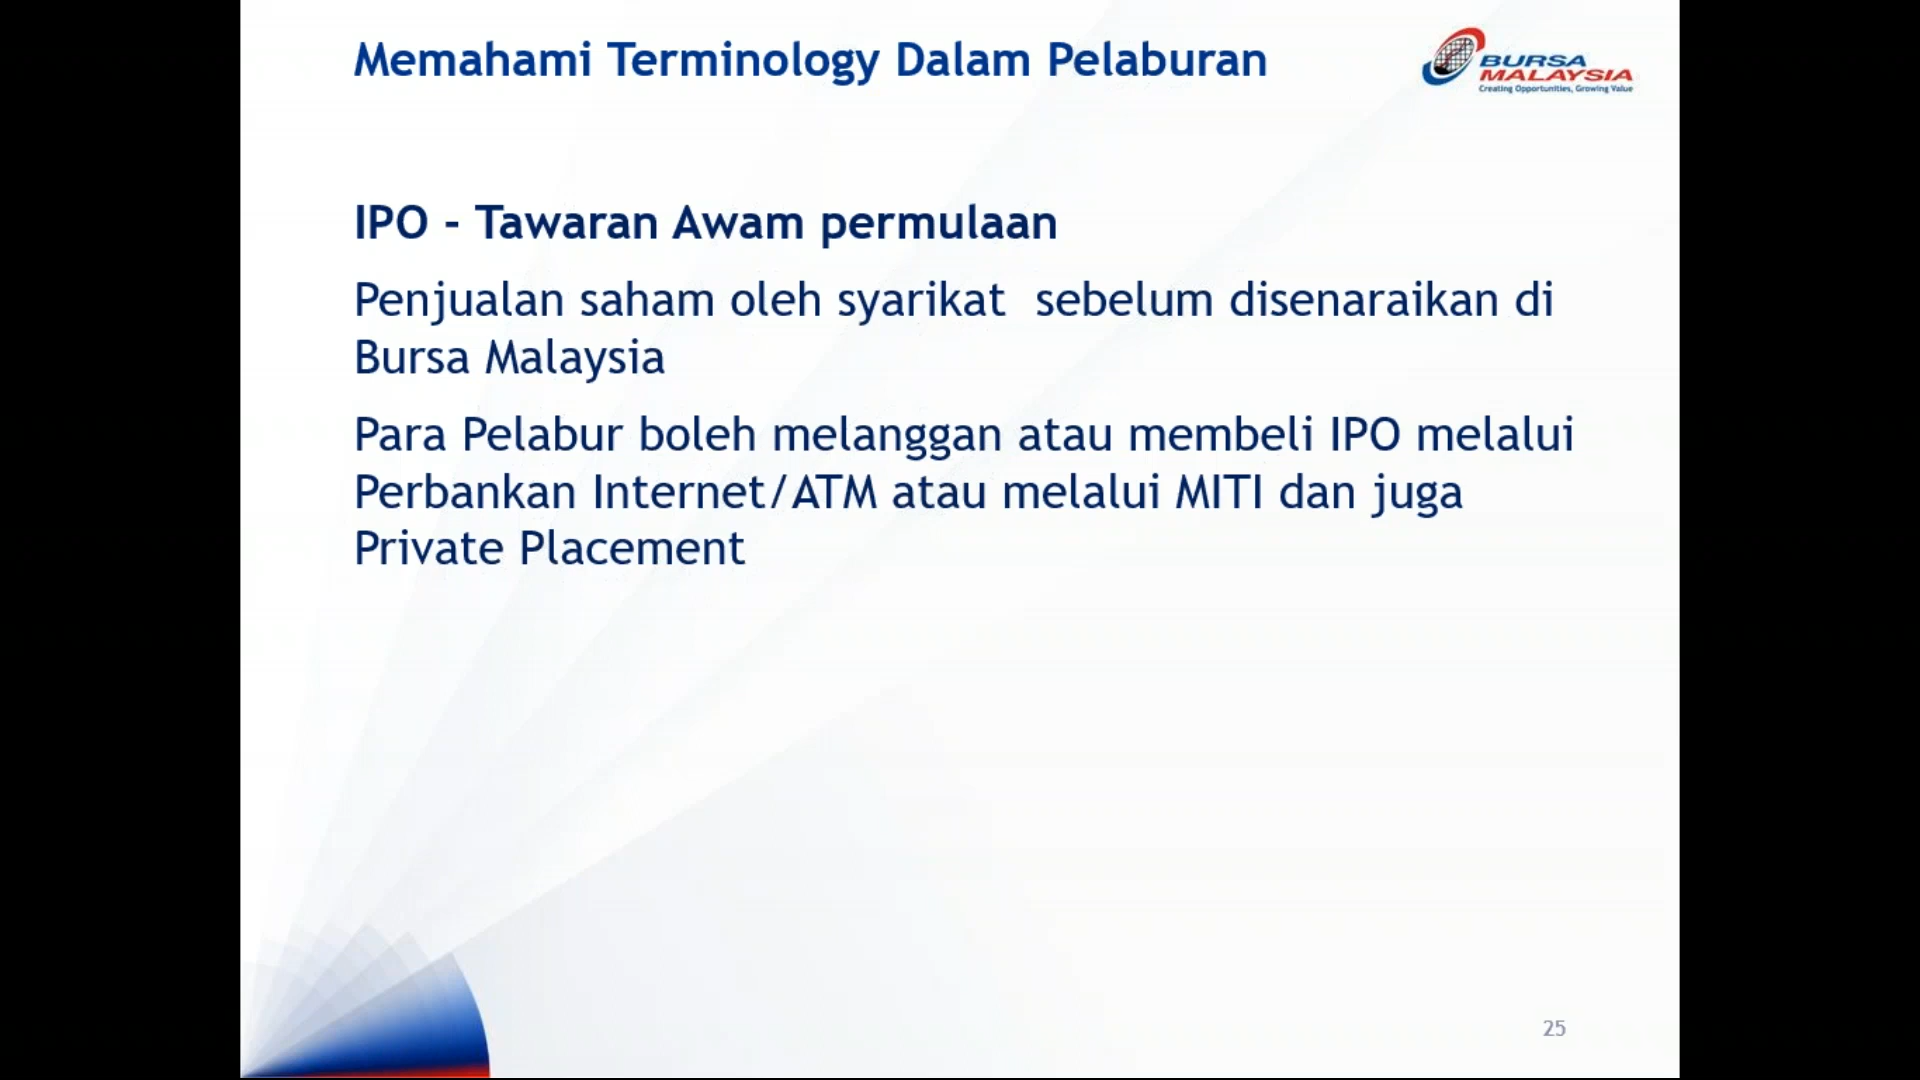 Memahami Terminology Dalam Pelaburan
BURSA
MALAYSIA
Creating Opportunities, Growing Value
IPO - Tawaran Awam permulaan
Penjualan saham oleh syarikat  sebelum disenaraikan di
Bursa Malaysia
Para Pelabur boleh melanggan atau membeli IPO melalui
Perbankan Internet/ATM atau melalui MITI dan juga
Private Placement
25